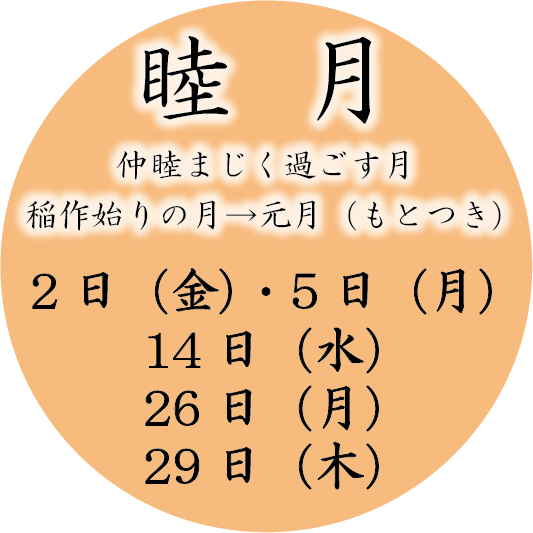 睦月
仲睦まじく過ごす月
稲作始りの月→元月（もとつき）
2日（金）・5日（月）
14日（水）
26日（月）
29日（木）